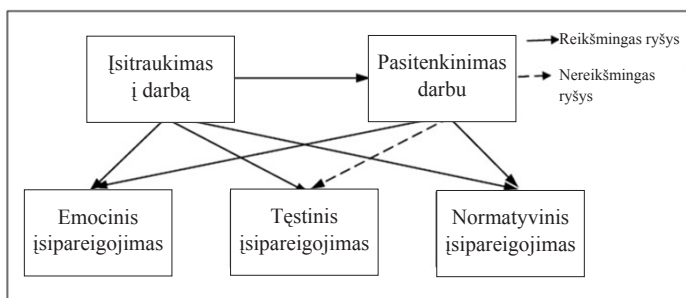 Įsitraukimas
į darbą
Pasitenkinimas
darbu
Reikšmingas ryšys
Nereikšmingas
ryšys
Emocinis
įsipareigojimas
Tęstinis
įsipareigojimas
Normatyvinis
įsipareigojimas